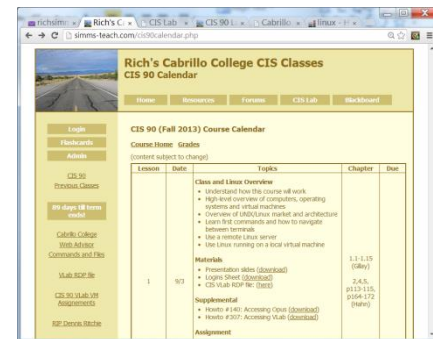 richsimm
Rich's C
CIS Lab
CIS 90 L
Cabrillo
linux
simms-teach.com/cis90calendar.php
Rich's Cabrillo College CIS Classes
CIS 90 Calendar
Home
Resources
Forums
CIS Lab
Blackboard
Login
Flashcards
Admin
CIS 90
Previous Classes
89 days till term
ends!
Cabrillo College
Web Advisor
Commands and Files
VLab RDP file
CIS 90 VLab VM
Assignements
RIP Dennis Ritchie
CIS 90 (Fall 2013) Course Calendar
Course Home Grades
(content subject to change)
Lesson Date Topics Chapter Due
1
9/3
Class and Linux Overview
Understand how this course will work
High-level overview of computers, operating
systems and virtual machines
Overview of UNIX/Linux market and architecture
Learn first commands and how to navigate
between terminals
Use a remote Linux server
Use Linux running on a local virtual machine
Materials
Presentation slides (download)
Logins Sheet (download)
CIS VLab RDP file: (here)
Supplemental
Howto #140: Accessing Opus (download)
Howto #307: Accessing VLab (download)
Assignment
1.1-1.15
(Gilley)
2,4,5,
p113-115,
p164-172
(Hahn)